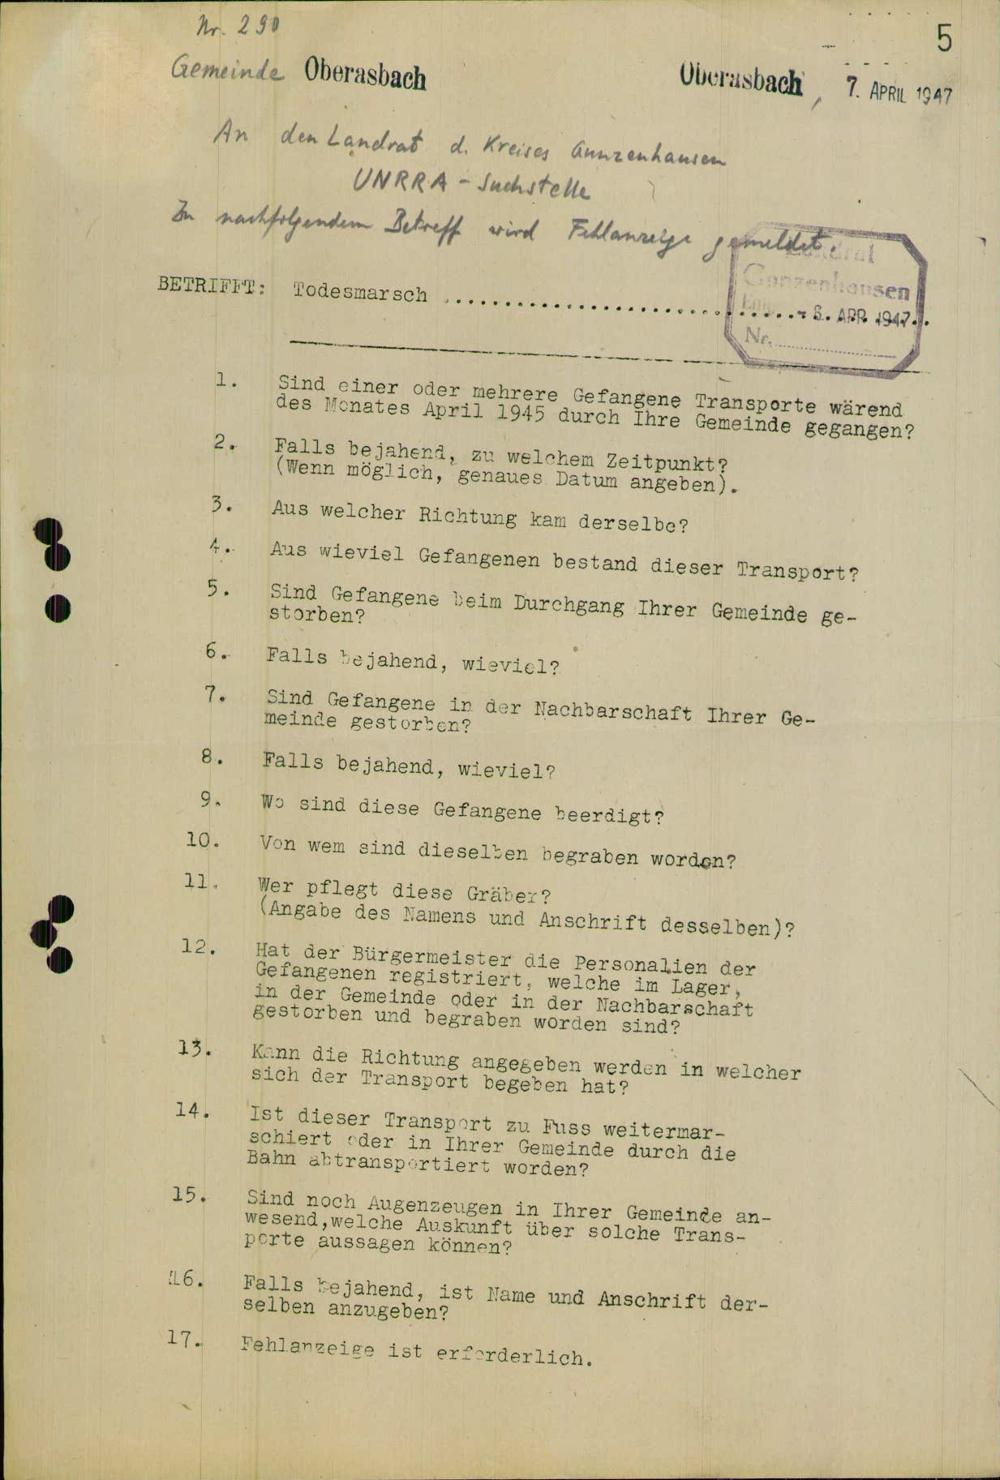 Nr. 290
5
Gemeinde Oberasbach
Oberasbach, 7. APRIL 1947
An den Landrat d. Kreises Gunzenhausen
UNRRA - Suchstelle
In nachfolgendem Betreff wird Fehlanzeige gemeldet.
Landrat
Gunzenhausen
- 8. APR. 1947
Nr.
BETRIFFT: Todesmarsch
1. Sind einer oder mehrere Gefangene Transporte wärend
des Monates April 1945 durch Ihre Gemeinde gegangen?
2. Falls bejahend, zu welchem Zeitpunkt?
(Wenn möglich, genaues Datum angeben).
3. Aus welcher Richtung kam derselbe?
4. Aus wieviel Gefangenen bestand dieser Transport?
5. Sind Gefangene beim Durchgang Ihrer Gemeinde ge-
storben?
6. Falls bejahend, wieviel?
7. Sind Gefangene in der Nachbarschaft Ihrer Ge-
meinde gestorben?
8. Falls bejahend, wieviel?
9. Wo sind diese Gefangene beerdigt?
10. Von wem sind dieselben begraben worden?
11. Wer pflegt diese Gräber?
(Angabe des Namens und Anschrift desselben)?
12. Hat der Bürgermeister die Personalien der
Gefangenen registriert, welche im Lager,
in der Gemeinde oder in der Nachbarschaft
gestorben und begraben worden sind?
13. Kann die Richtung angegeben werden in welcher
sich der Transport begeben hat?
14. Ist dieser Transport zu Fuss weitermar-
schiert oder in Ihrer Gemeinde durch die
Bahn abtransportiert worden?
15. Sind noch Augenzeugen in Ihrer Gemeinde an-
wesend,welche Auskunft über solche Trans-
porte aussagen können?
16. Falls bejahend, ist Name und Anschrift der-
selben anzugeben?
17. Fehlanzeige ist erforderlich.